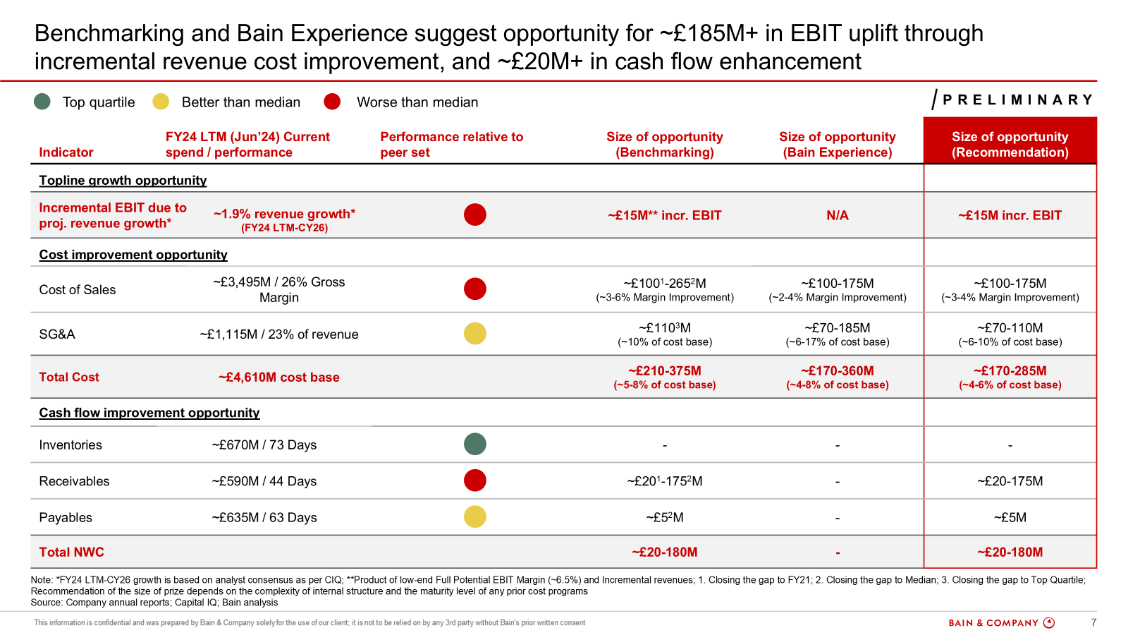 Benchmarking and Bain Experience suggest opportunity for ~£185M+ in EBIT uplift through
incremental revenue cost improvement, and ~£20M+ in cash flow enhancement
Top quartile
Better than median
Worse than median
PRELIMINARY
Indicator
FY24 LTM (Jun'24) Current
spend / performance
Performance relative to
peer set
Size of opportunity
(Benchmarking)
Size of opportunity
(Bain Experience)
Size of opportunity
(Recommendation)
Topline growth opportunity
Incremental EBIT due to
proj. revenue growth*
~1.9% revenue growth*
(FY24 LTM-CY26)
~£15M** incr. EBIT
N/A
~£15M incr. EBIT
Cost improvement opportunity
Cost of Sales
~£3,495M / 26% Gross
Margin
~£100¹-265²M
(~3-6% Margin Improvement)
~£100-175M
(~2-4% Margin Improvement)
~£100-175M
(~3-4% Margin Improvement)
SG&A
~£1,115M / 23% of revenue
~£110³M
(~10% of cost base)
~£70-185M
(~6-17% of cost base)
~£70-110M
(~6-10% of cost base)
Total Cost
~£4,610M cost base
~£210-375M
(~5-8% of cost base)
~£170-360M
(~4-8% of cost base)
~£170-285M
(~4-6% of cost base)
Cash flow improvement opportunity
Inventories
~£670M / 73 Days
-
-
-
Receivables
~£590M / 44 Days
~£20¹-175²M
-
~£20-175M
Payables
~£635M / 63 Days
~£5²M
-
~£5M
Total NWC
~£20-180M
-
~£20-180M
Note: *FY24 LTM-CY26 growth is based on analyst consensus as per CIQ; **Product of low-end Full Potential EBIT Margin (~6.5%) and Incremental revenues; 1. Closing the gap to FY21; 2. Closing the gap to Median; 3. Closing the gap to Top Quartile;
Recommendation of the size of prize depends on the complexity of internal structure and the maturity level of any prior cost programs
Source: Company annual reports; Capital IQ; Bain analysis
This information is confidential and was prepared by Bain & Company solely for the use of our client; it is not to be relied on by any 3rd party without Bain's prior written consent
BAIN & COMPANY
7